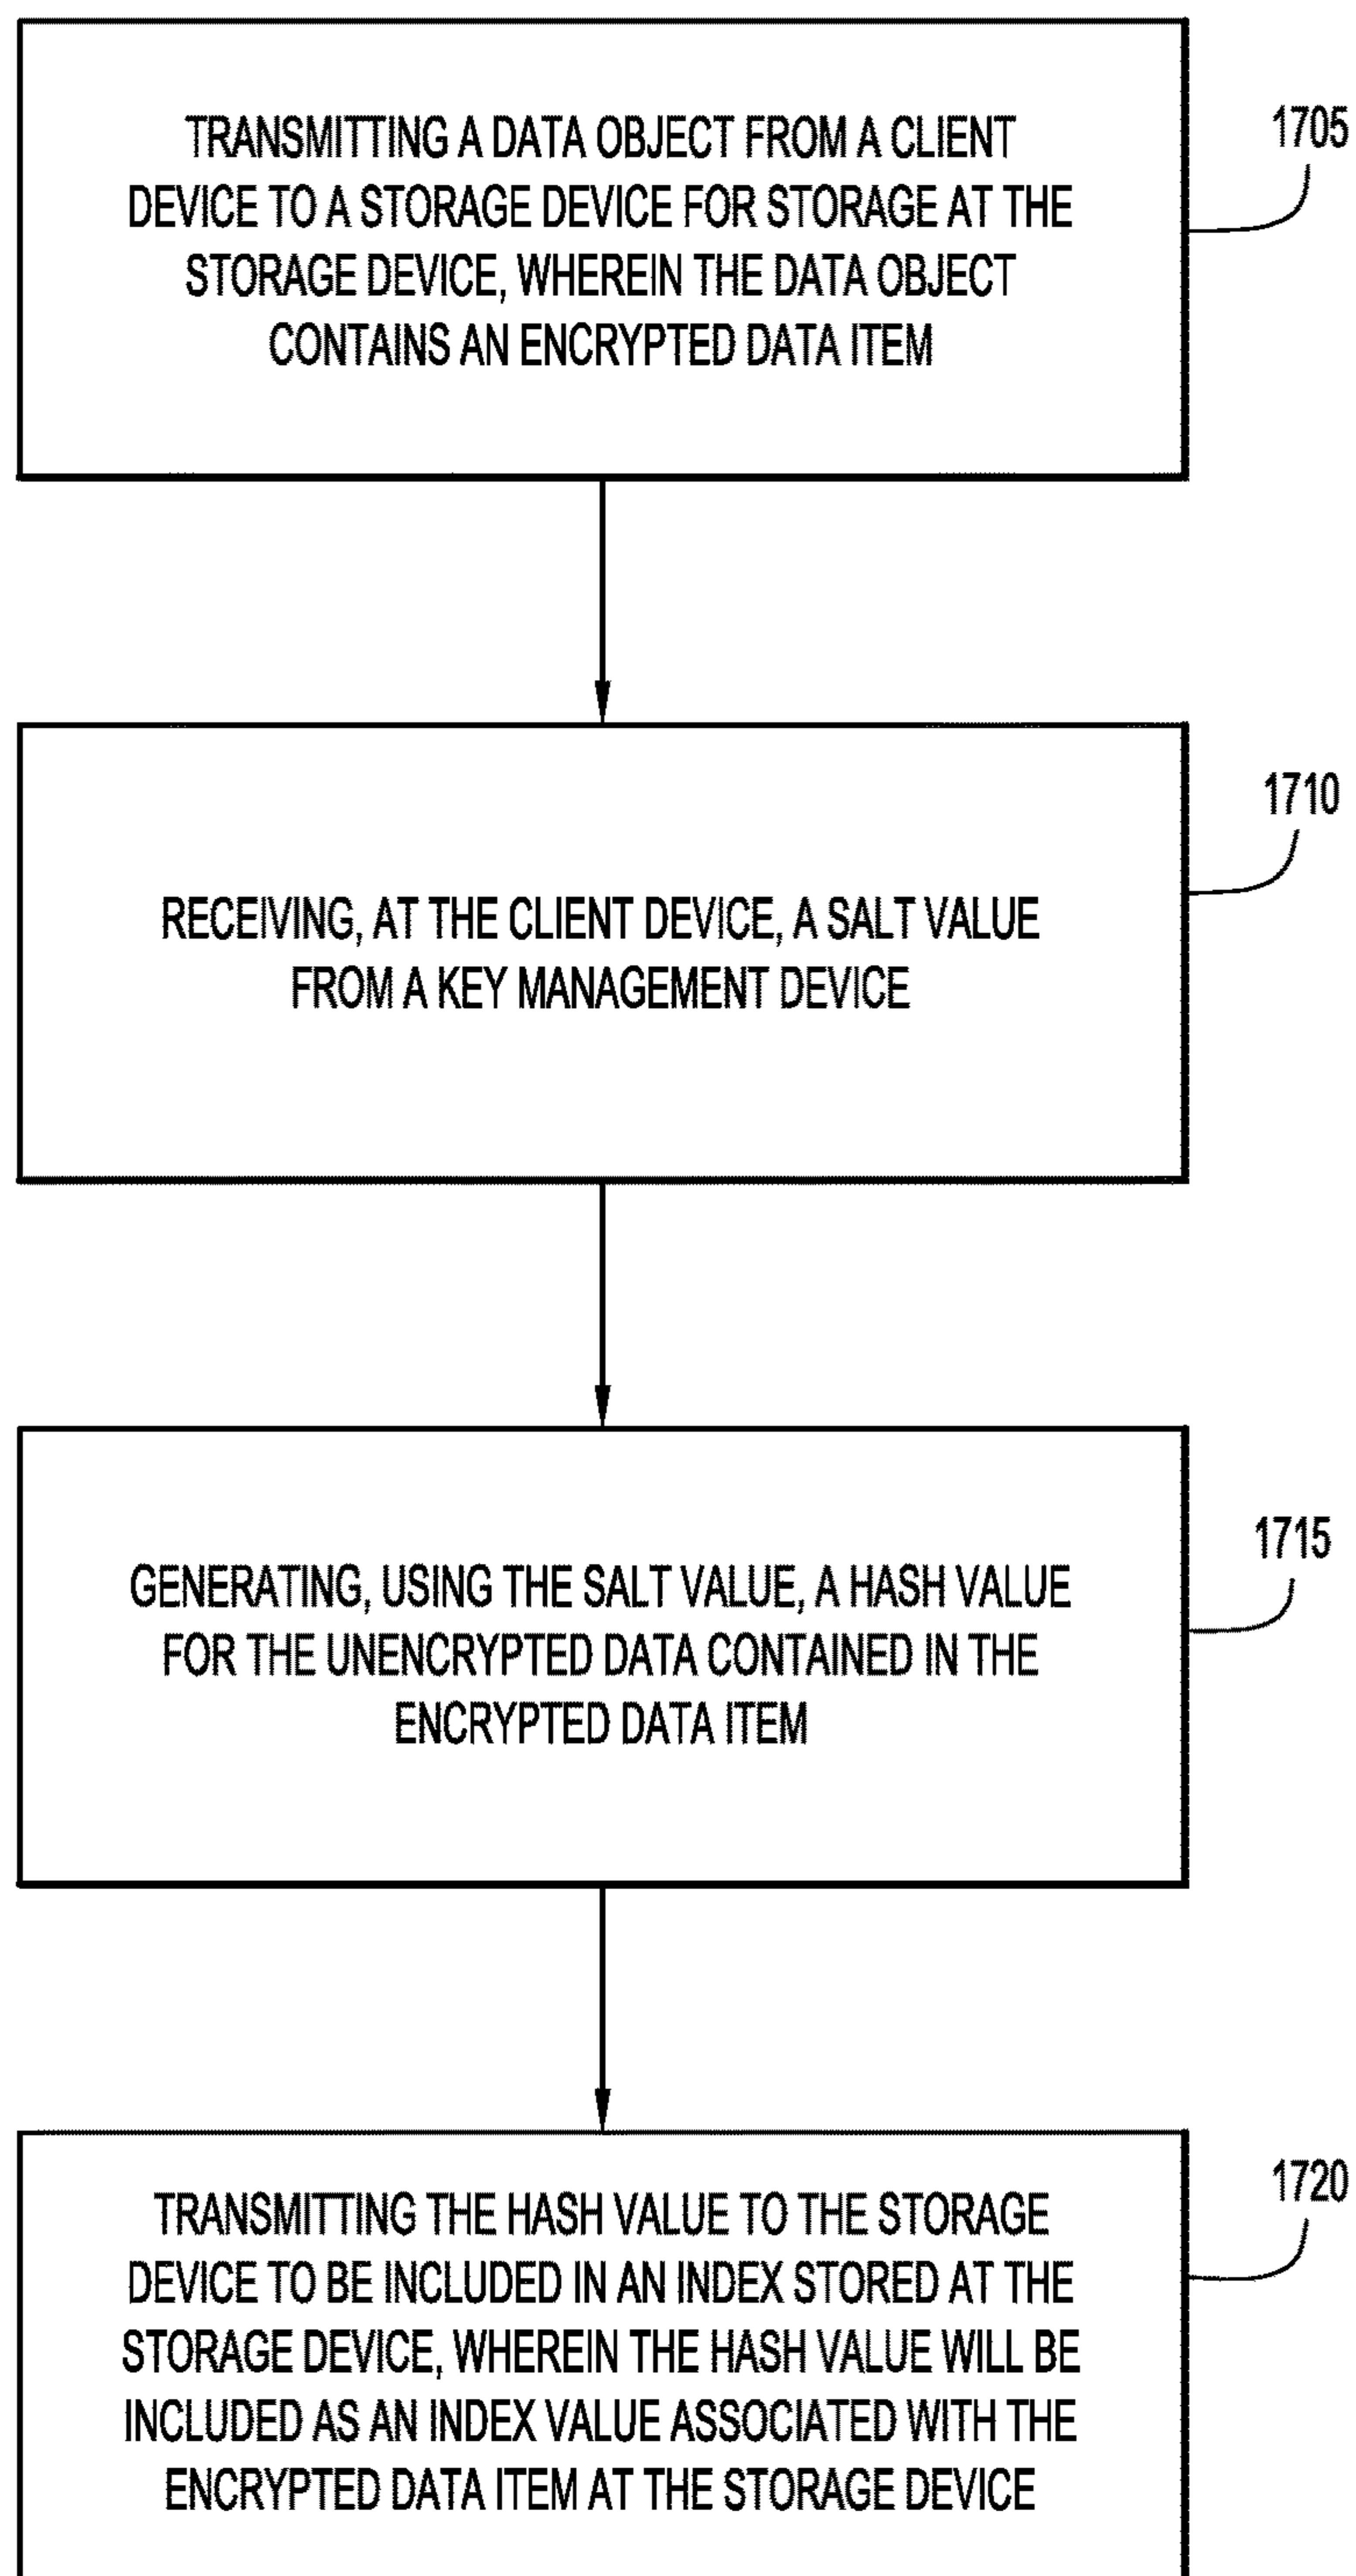 TRANSMITTING A DATA OBJECT FROM A CLIENT
DEVICE TO A STORAGE DEVICE FOR STORAGE AT THE
STORAGE DEVICE, WHEREIN THE DATA OBJECT
CONTAINS AN ENCRYPTED DATA ITEM
1705
RECEIVING, AT THE CLIENT DEVICE, A SALT VALUE
FROM A KEY MANAGEMENT DEVICE
1710
GENERATING, USING THE SALT VALUE, A HASH VALUE
FOR THE UNENCRYPTED DATA CONTAINED IN THE
ENCRYPTED DATA ITEM
1715
TRANSMITTING THE HASH VALUE TO THE STORAGE
DEVICE TO BE INCLUDED IN AN INDEX STORED AT THE
STORAGE DEVICE, WHEREIN THE HASH VALUE WILL BE
INCLUDED AS AN INDEX VALUE ASSOCIATED WITH THE
ENCRYPTED DATA ITEM AT THE STORAGE DEVICE
1720